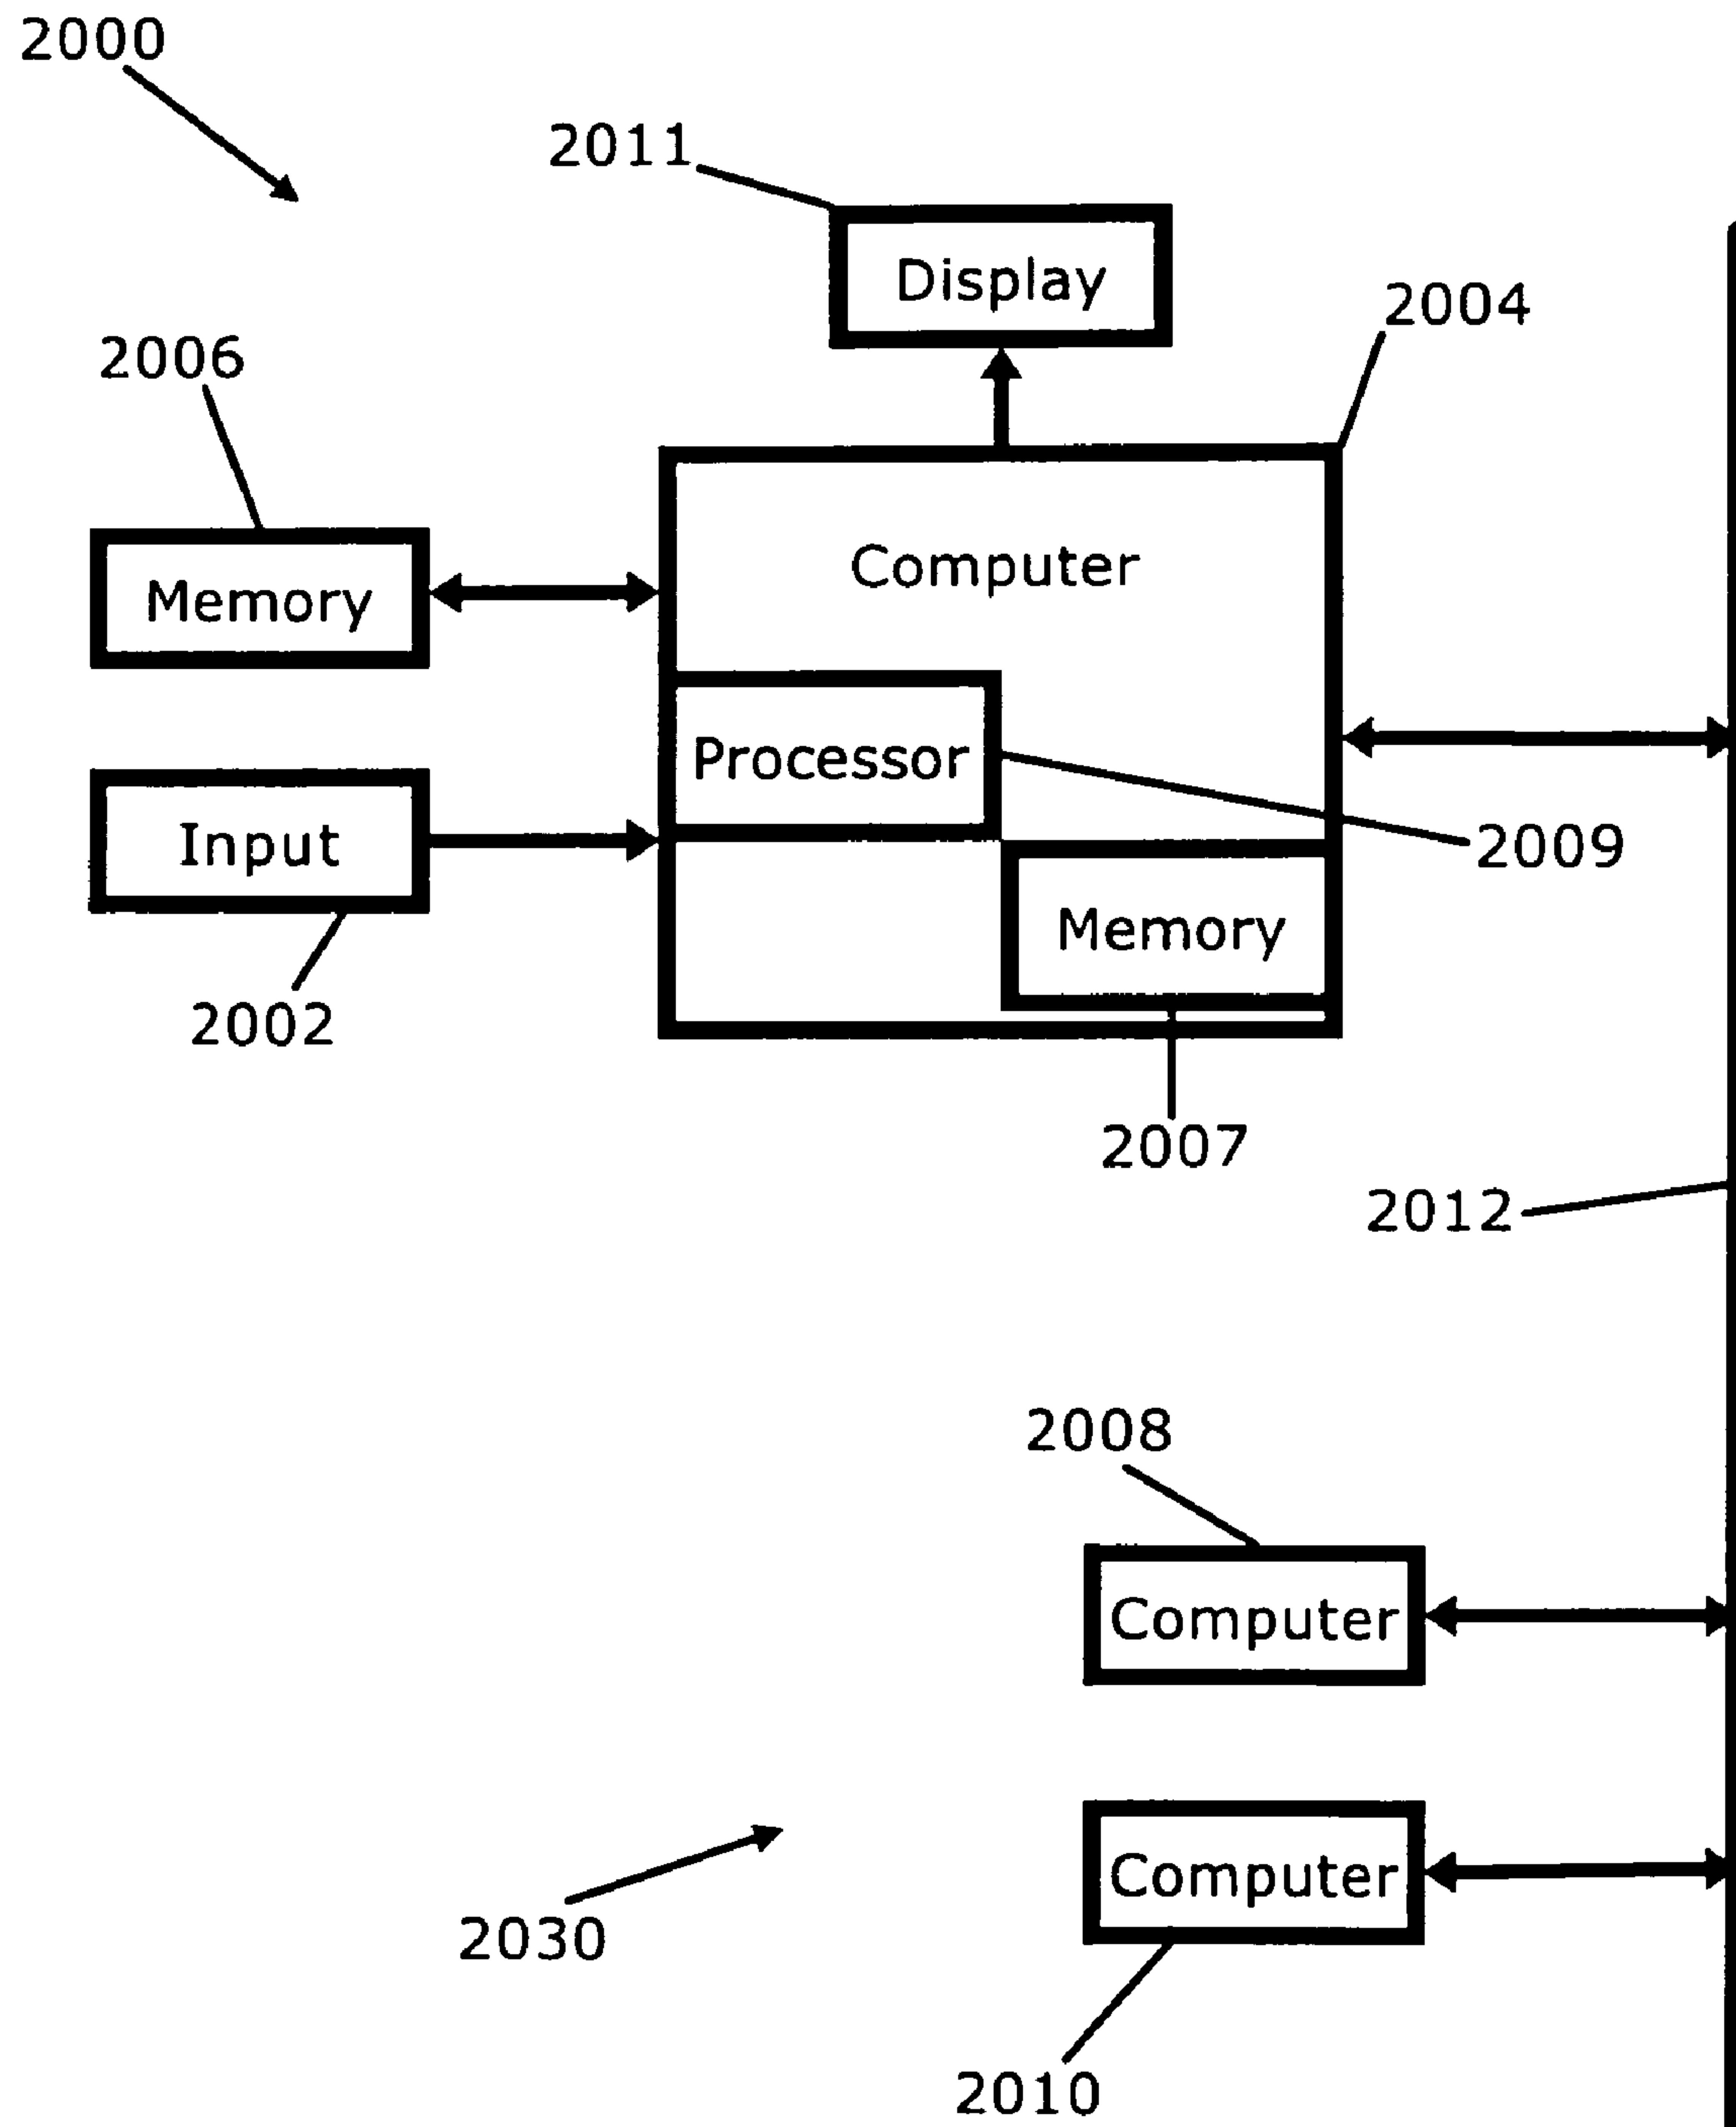 2000
2011
Display
2004
2006
Computer
Memory
Processor
Input
2009
Memory
2002
2007
2012
2008
Computer
Computer
2030
2010